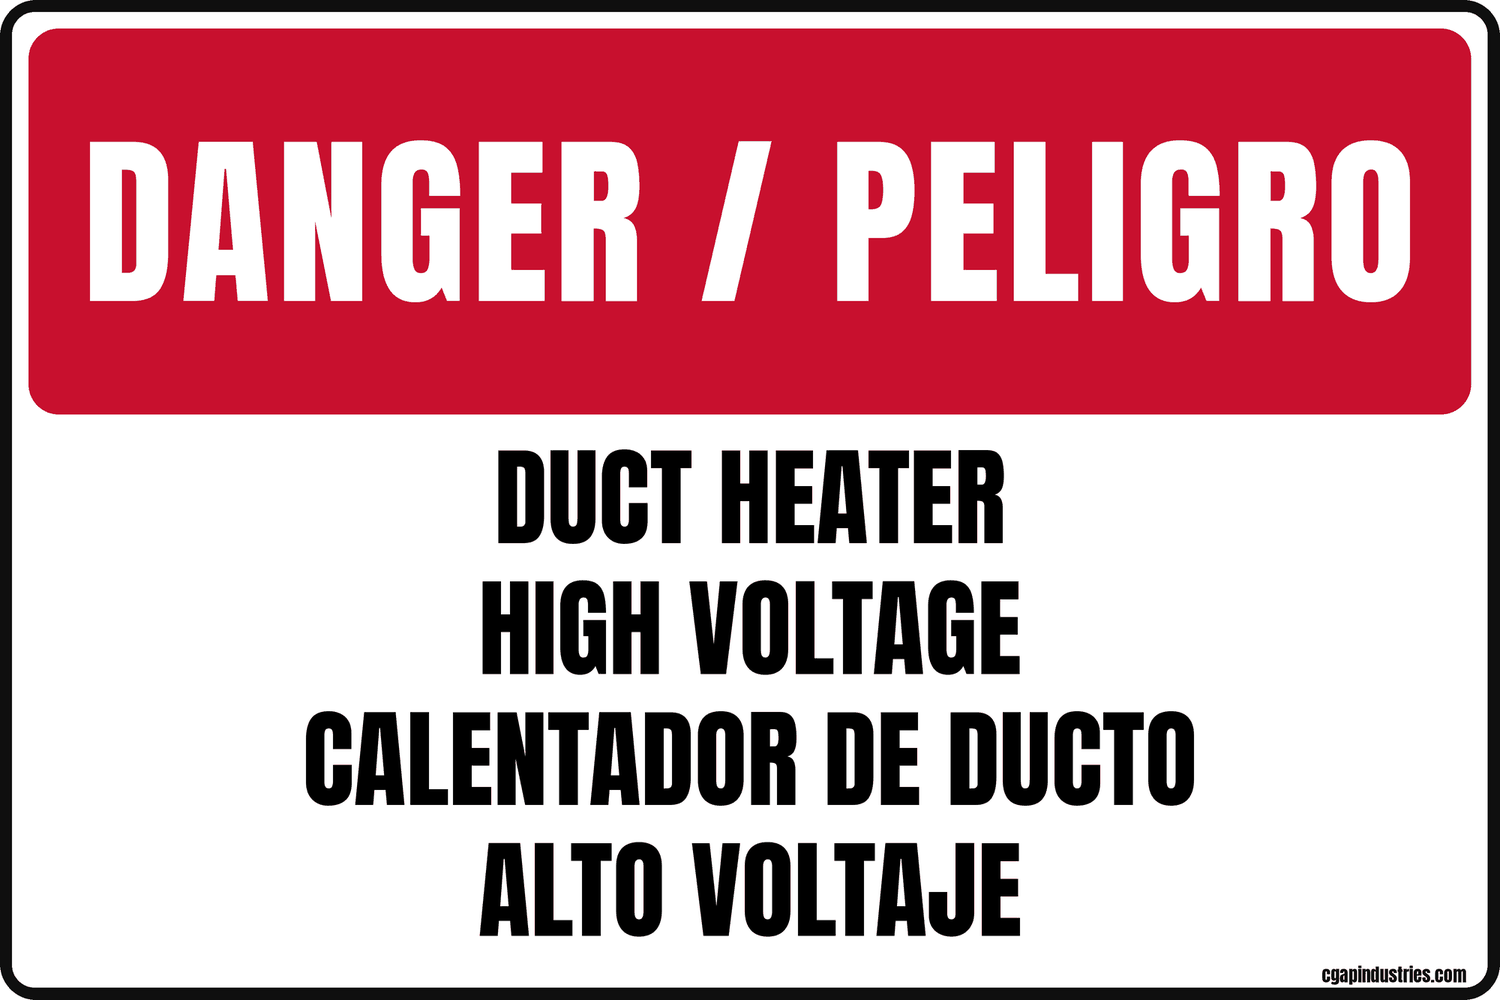 DANGER / PELIGRO
DUCT HEATER
HIGH VOLTAGE
CALENTADOR DE DUCTO
ALTO VOLTAJE
cgapindustries.com